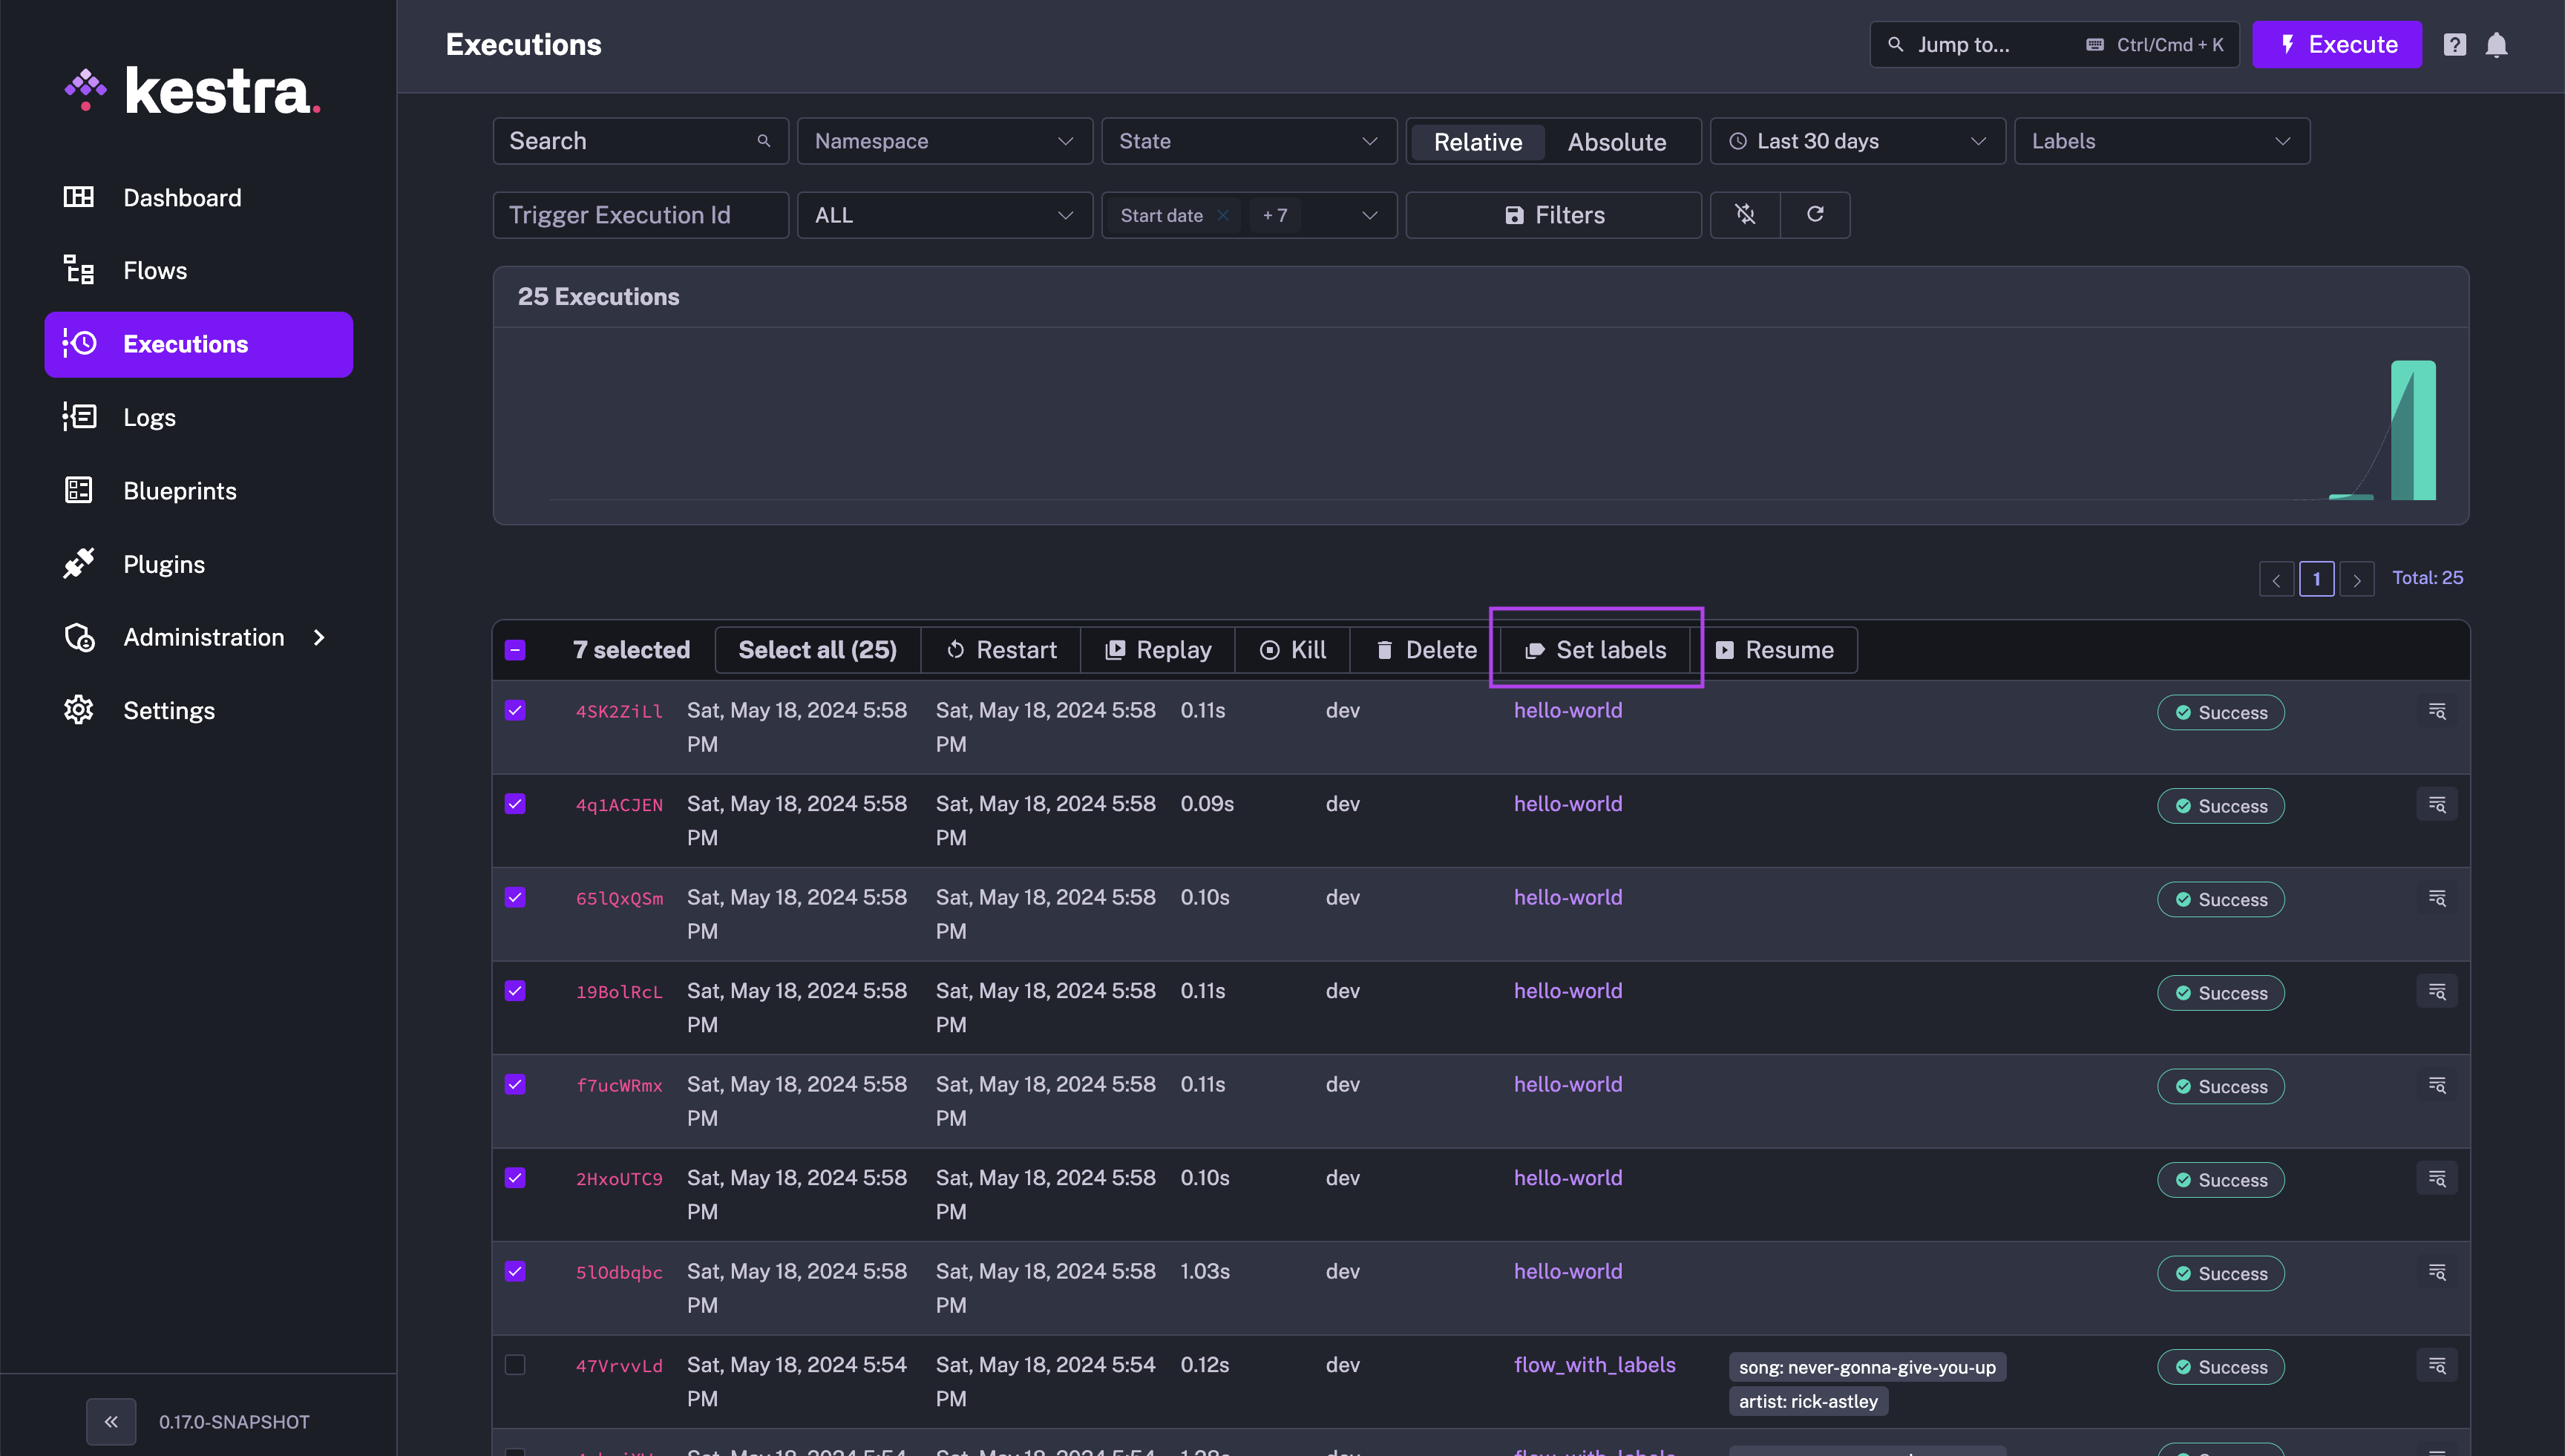 kestra.
Dashboard
Flows
Executions
Logs
Blueprints
Plugins
Administration
Settings
0.17.0-SNAPSHOT
Executions
Jump to...
Ctrl/Cmd + K
Execute
Search
Namespace
State
Relative
Absolute
Last 30 days
Labels
Trigger Execution Id
ALL
Start date
+ 7
Filters
25 Executions
1
Total: 25
7 selected
Select all (25)
Restart
Replay
Kill
Delete
Set labels
Resume
4SK2ZiLl Sat, May 18, 2024 5:58 PM Sat, May 18, 2024 5:58 PM 0.11s dev hello-world Success
4q1ACJEN Sat, May 18, 2024 5:58 PM Sat, May 18, 2024 5:58 PM 0.09s dev hello-world Success
65lQxQSm Sat, May 18, 2024 5:58 PM Sat, May 18, 2024 5:58 PM 0.10s dev hello-world Success
19BolRcL Sat, May 18, 2024 5:58 PM Sat, May 18, 2024 5:58 PM 0.11s dev hello-world Success
f7ucWRmx Sat, May 18, 2024 5:58 PM Sat, May 18, 2024 5:58 PM 0.11s dev hello-world Success
2HxoUTC9 Sat, May 18, 2024 5:58 PM Sat, May 18, 2024 5:58 PM 0.10s dev hello-world Success
5lOdbqbc Sat, May 18, 2024 5:58 PM Sat, May 18, 2024 5:58 PM 1.03s dev hello-world Success
47VrvvLd Sat, May 18, 2024 5:54 PM Sat, May 18, 2024 5:54 PM 0.12s dev flow_with_labels song: never-gonna-give-you-up artist: rick-astley Success